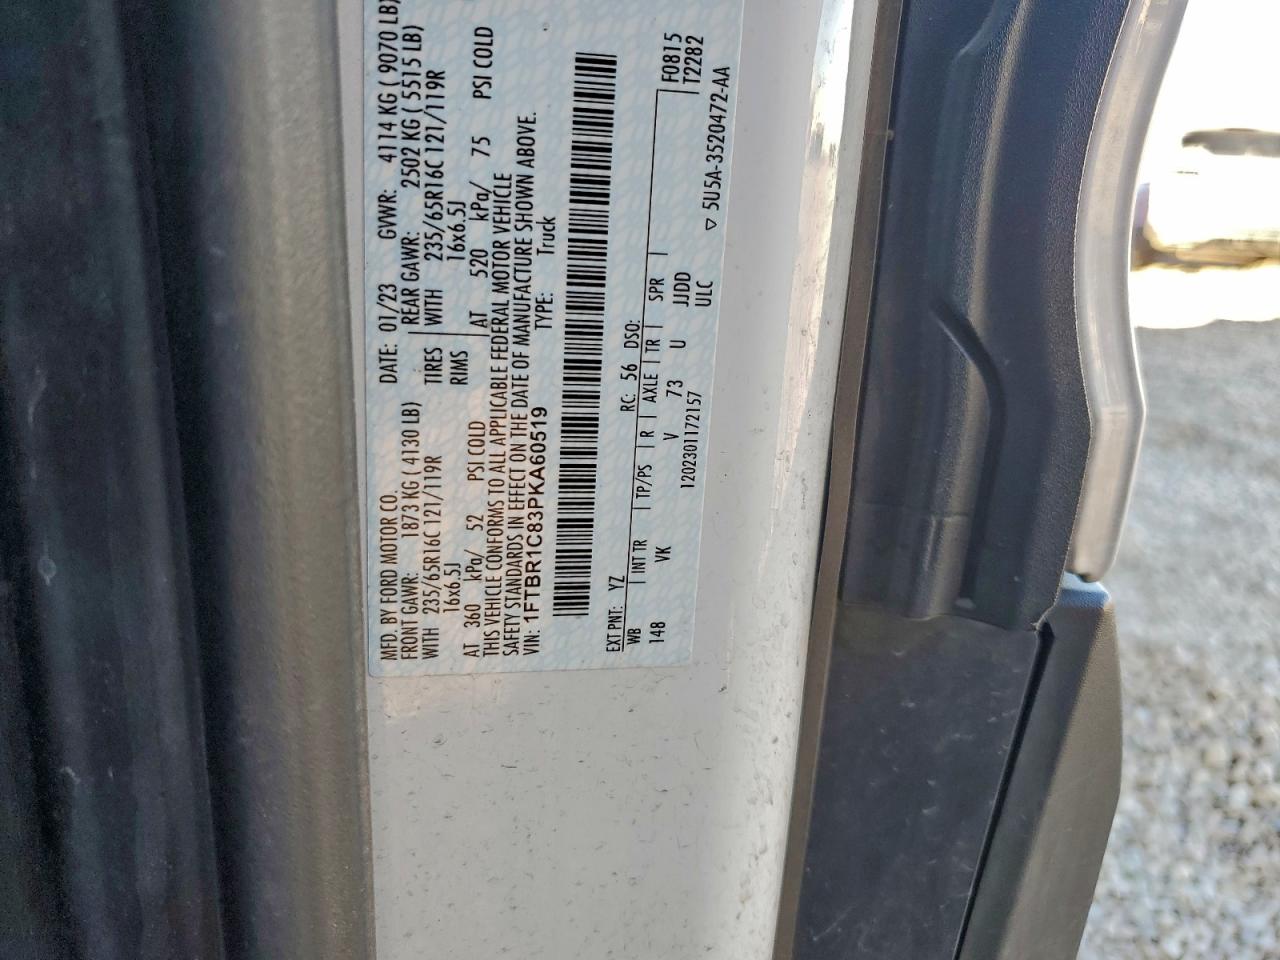 MFD. BY FORD MOTOR CO.
DATE: 01/23 GVWR: 4114 KG ( 9070 LB)
FRONT GAWR: 1873 KG ( 4130 LB)
REAR GAWR: 2502 KG ( 5515 LB)
WITH 235/65R16C 121/119R TIRES
WITH 235/65R16C 121/119R
16x6.5J RIMS
16x6.5J
AT 360 kPa/ 52 PSI COLD
AT 520 kPa/ 75 PSI COLD
THIS VEHICLE CONFORMS TO ALL APPLICABLE FEDERAL MOTOR VEHICLE
SAFETY STANDARDS IN EFFECT ON THE DATE OF MANUFACTURE SHOWN ABOVE.
VIN: 1FTBR1C83PKA60519 TYPE: Truck
EXT PNT: YZ RC: 56 DSO: F0815
WB INT TR TP/PS R AXLE TR SPR T2282
148 VK V 73 U JJDD
1202301172157 ULC
▽ 5U5A-3520472-AA